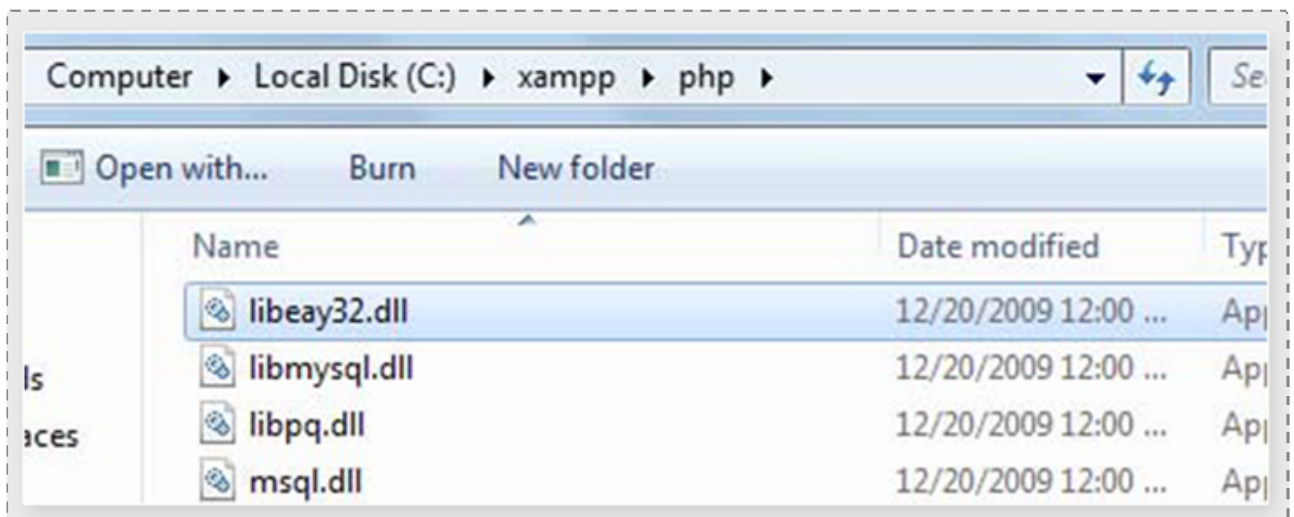 Computer ▸ Local Disk (C:) ▸ xampp ▸ php ▸
Open with... Burn New folder
Name Date modified
libeay32.dll 12/20/2009 12:00 ...
libmysql.dll 12/20/2009 12:00 ...
libpq.dll 12/20/2009 12:00 ...
msql.dll 12/20/2009 12:00 ...